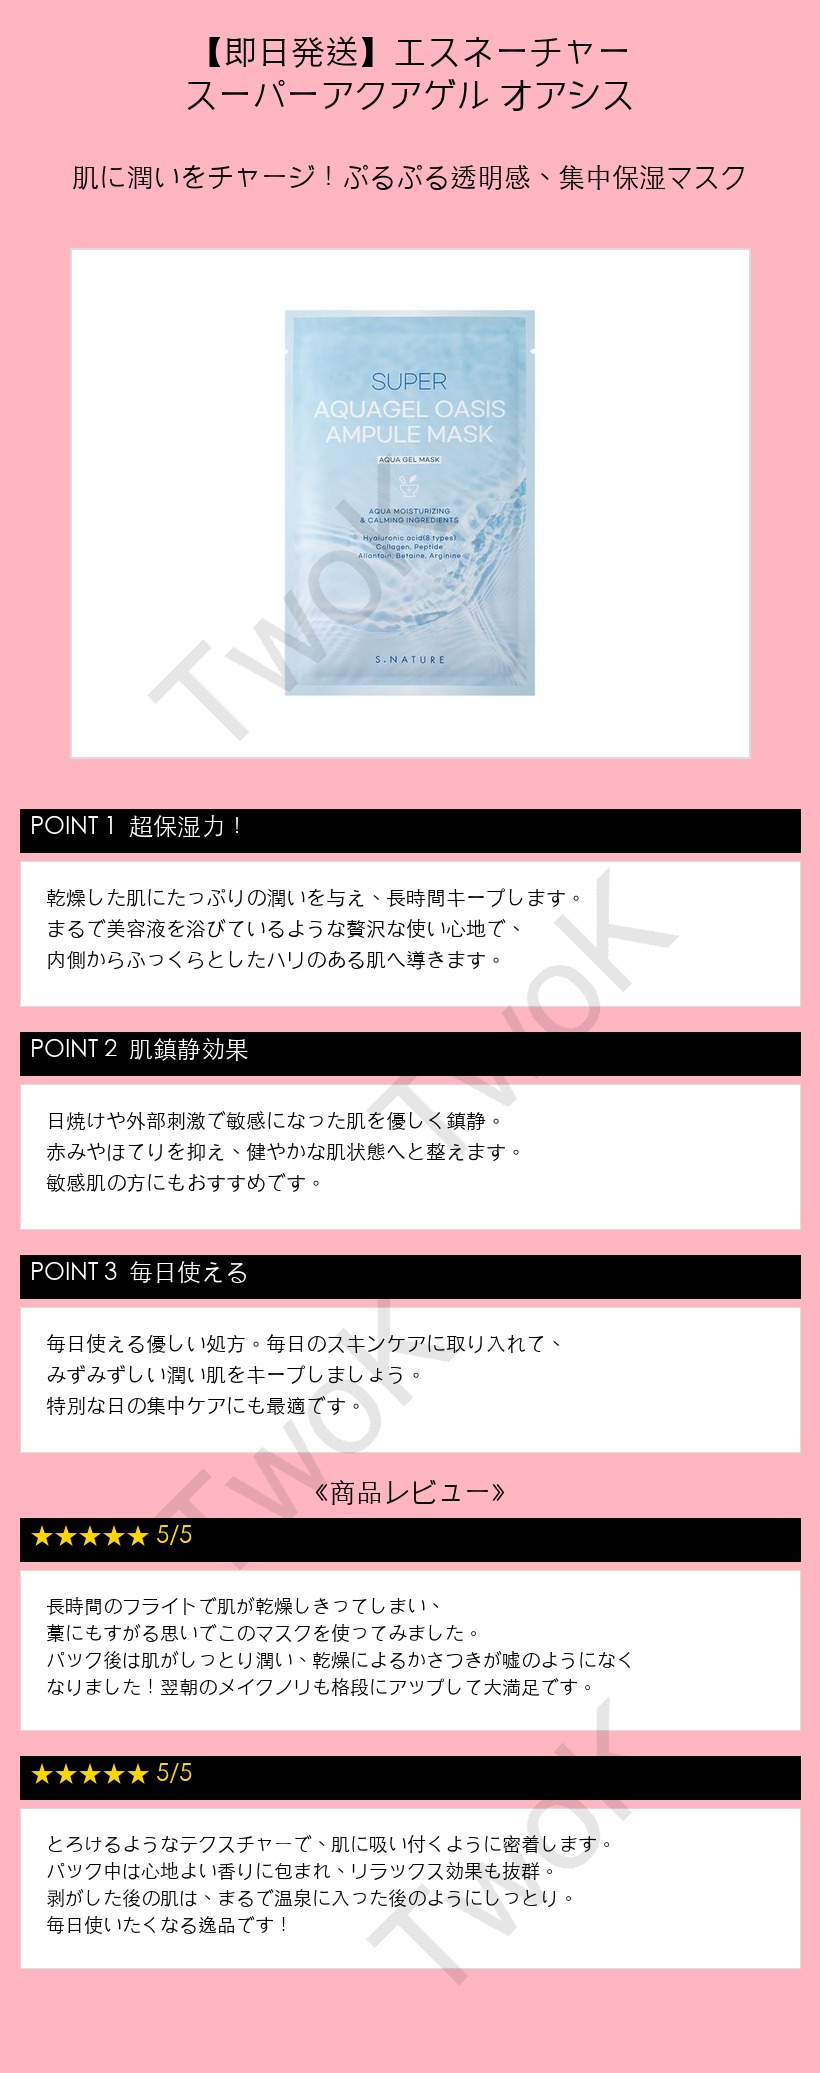 【即日発送】エスネーチャー
スーパーアクアゲル オアシス
肌に潤いをチャージ！ぷるぷる透明感、集中保湿マスク
SUPER
AQUAGEL OASIS
AMPULE MASK
AQUA GEL MASK
AQUA MOISTURIZING
& CALMING INGREDIENTS
Hyaluronic acid(8 types)
Collagen, Peptide
Allantoin, Betaine, Arginine
S.NATURE
TwoK
POINT 1 超保湿力！
乾燥した肌にたっぷりの潤いを与え、長時間キープします。
まるで美容液を浴びているような贅沢な使い心地で、
内側からふっくらとしたハリのある肌へ導きます。
TwoK
POINT 2 肌鎮静効果
日焼けや外部刺激で敏感になった肌を優しく鎮静。
赤みやほてりを抑え、健やかな肌状態へと整えます。
敏感肌の方にもおすすめです。
POINT 3 毎日使える
毎日使える優しい処方。毎日のスキンケアに取り入れて、
みずみずしい潤い肌をキープしましょう。
特別な日の集中ケアにも最適です。
TwoK
《商品レビュー》
★★★★★ 5/5
長時間のフライトで肌が乾燥しきってしまい、
藁にもすがる思いでこのマスクを使ってみました。
パック後は肌がしっとり潤い、乾燥によるかさつきが嘘のようになく
なりました！翌朝のメイクノリも格段にアップして大満足です。
★★★★★ 5/5
とろけるようなテクスチャーで、肌に吸い付くように密着します。
パック中は心地よい香りに包まれ、リラックス効果も抜群。
剥がした後の肌は、まるで温泉に入った後のようにしっとり。
毎日使いたくなる逸品です！
TwoK